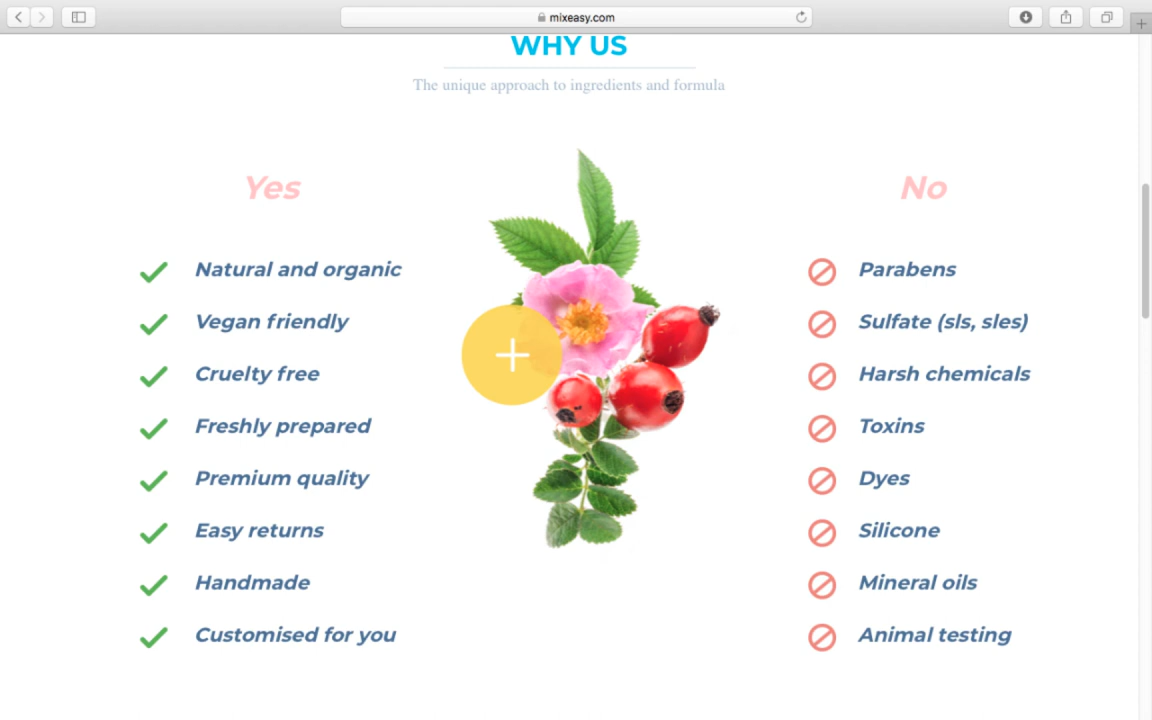 mixeasy.com
WHY US
The unique approach to ingredients and formula
Yes
Natural and organic
Vegan friendly
Cruelty free
Freshly prepared
Premium quality
Easy returns
Handmade
Customised for you
No
Parabens
Sulfate (sls, sles)
Harsh chemicals
Toxins
Dyes
Silicone
Mineral oils
Animal testing